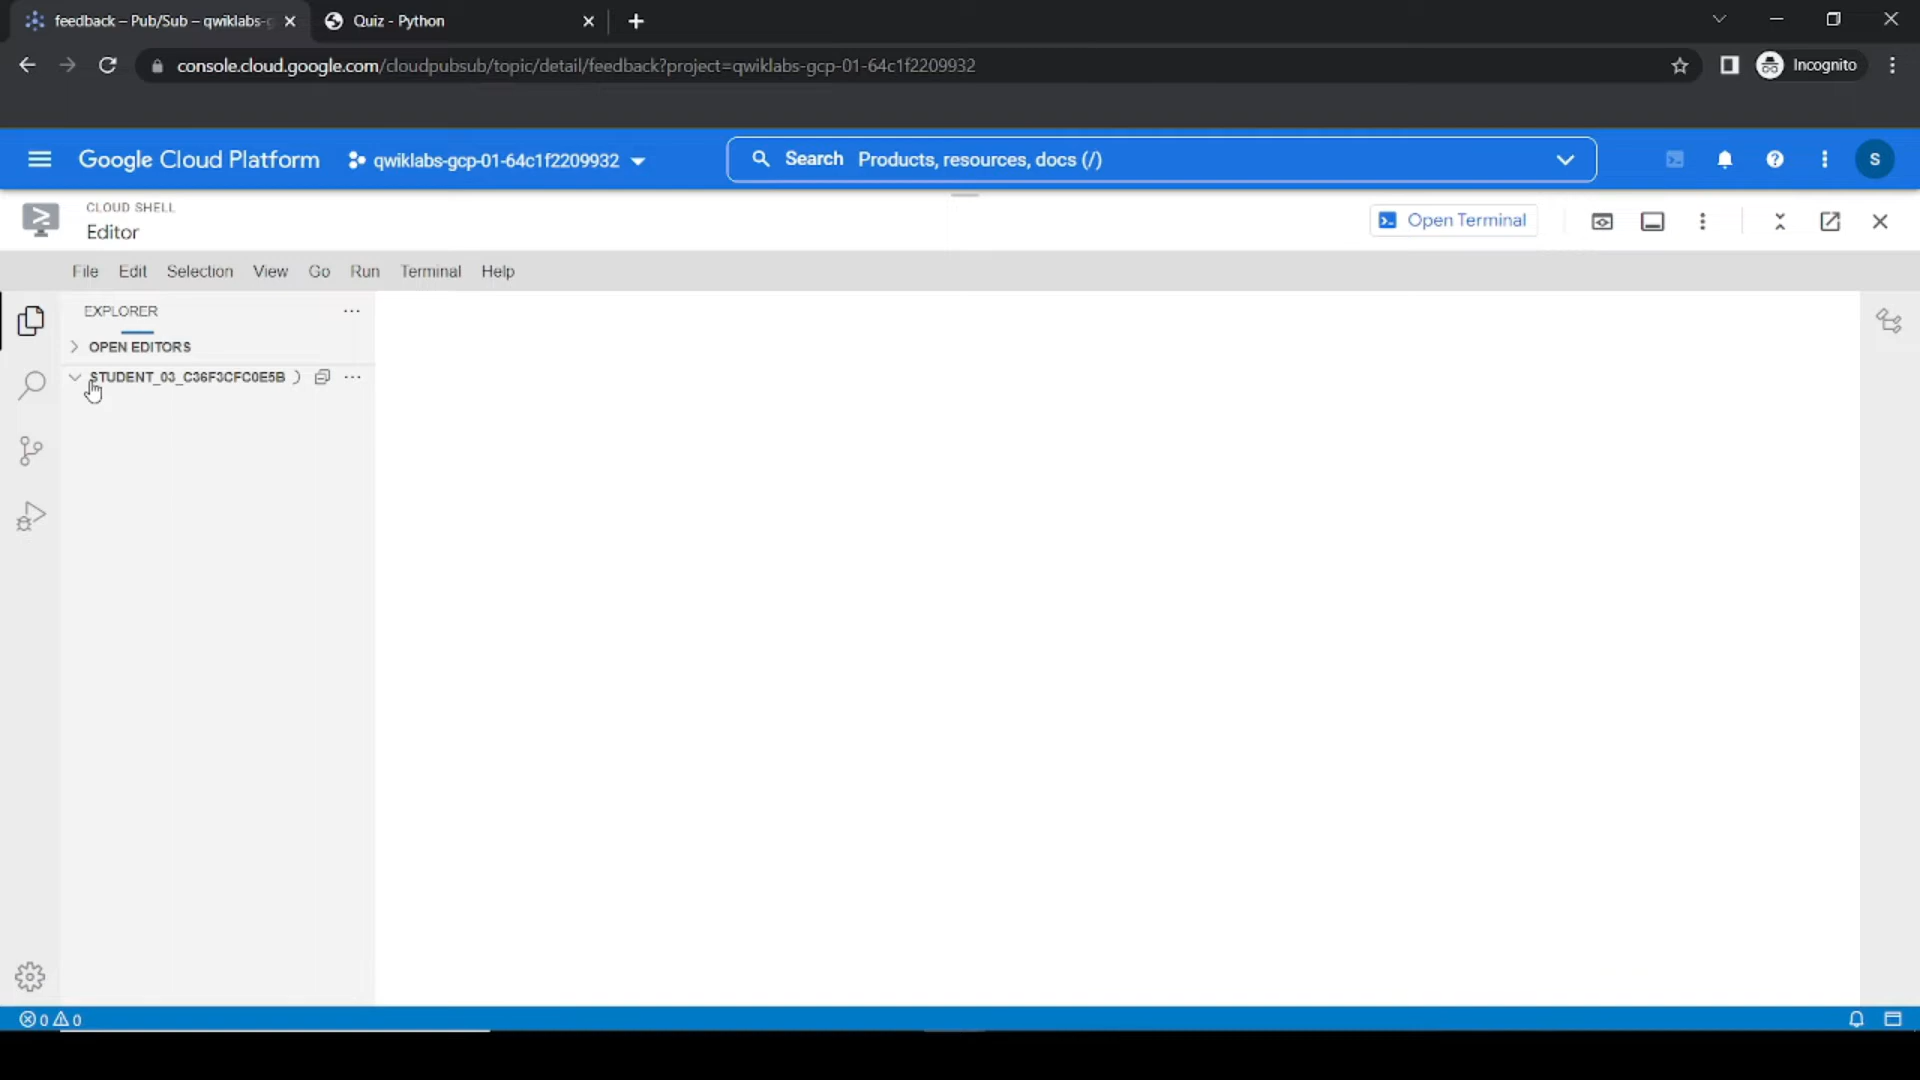 feedback – Pub/Sub – qwiklabs-g
Quiz - Python
console.cloud.google.com/cloudpubsub/topic/detail/feedback?project=qwiklabs-gcp-01-64c1f2209932
Incognito
Google Cloud Platform
qwiklabs-gcp-01-64c1f2209932
Search Products, resources, docs (/)
S
CLOUD SHELL
Editor
Open Terminal
File Edit Selection View Go Run Terminal Help
EXPLORER
OPEN EDITORS
STUDENT_03_C36F3CFC0E5B
0 0